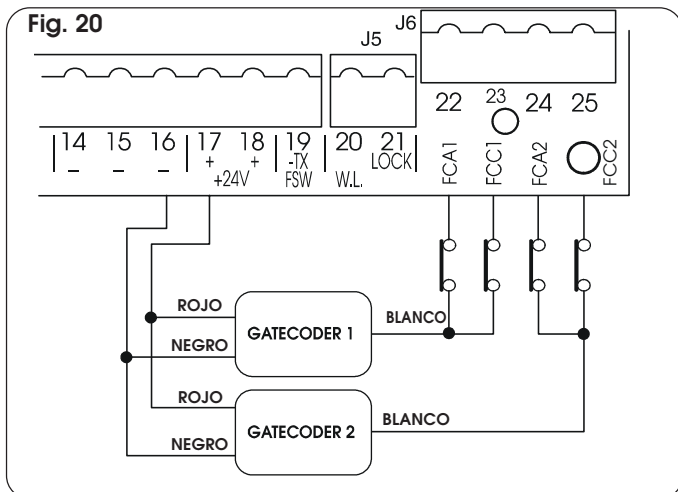 Fig. 20
J5
J6
14 15 16 17 18 19 20 21
22 23 24 25
– – – + + -TX LOCK
+24V FSW W.L.
FCA1 FCC1 FCA2 FCC2
ROJO
NEGRO
GATECODER 1
BLANCO
ROJO
NEGRO
GATECODER 2
BLANCO